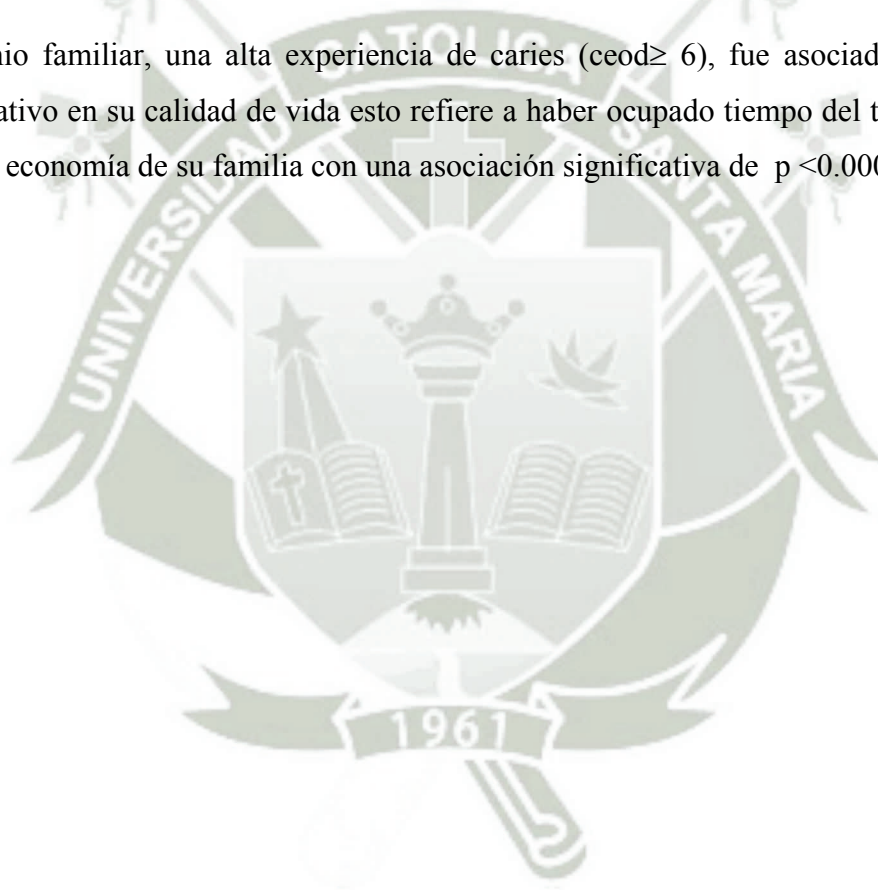 nio familiar, una alta experiencia de caries (ceod≥ 6), fue asociad
ativo en su calidad de vida esto refiere a haber ocupado tiempo del t
economía de su familia con una asociación significativa de p <0.000
UNIVERSIDAD CATOLICA SANTA MARIA
1961